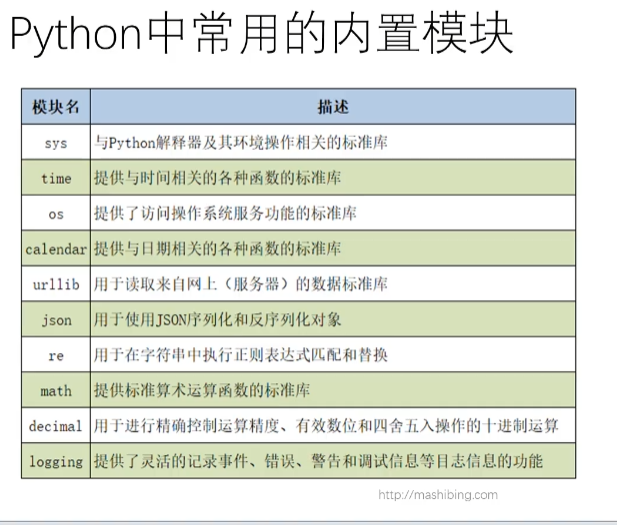 Python中常用的内置模块
模块名 描述
sys 与Python解释器及其环境操作相关的标准库
time 提供与时间相关的各种函数的标准库
os 提供了访问操作系统服务功能的标准库
calendar 提供与日期相关的各种函数的标准库
urllib 用于读取来自网上（服务器）的数据标准库
json 用于使用JSON序列化和反序列化对象
re 用于在字符串中执行正则表达式匹配和替换
math 提供标准算术运算函数的标准库
decimal 用于进行精确控制运算精度、有效数位和四舍五入操作的十进制运算
logging 提供了灵活的记录事件、错误、警告和调试信息等目志信息的功能
http://mashibing.com